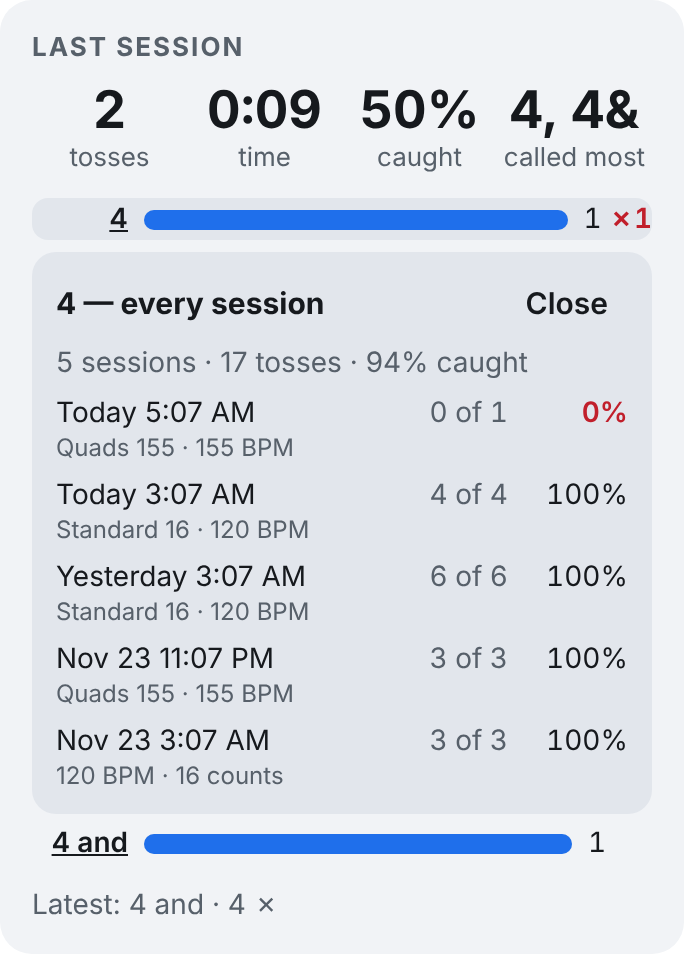 LAST SESSION
2 0:09 50% 4, 4&
tosses time caught called most
4 1 ×1
4 — every session Close
5 sessions · 17 tosses · 94% caught
Today 5:07 AM 0 of 1 0%
Quads 155 · 155 BPM
Today 3:07 AM 4 of 4 100%
Standard 16 · 120 BPM
Yesterday 3:07 AM 6 of 6 100%
Standard 16 · 120 BPM
Nov 23 11:07 PM 3 of 3 100%
Quads 155 · 155 BPM
Nov 23 3:07 AM 3 of 3 100%
120 BPM · 16 counts
4 and 1
Latest: 4 and · 4 ×